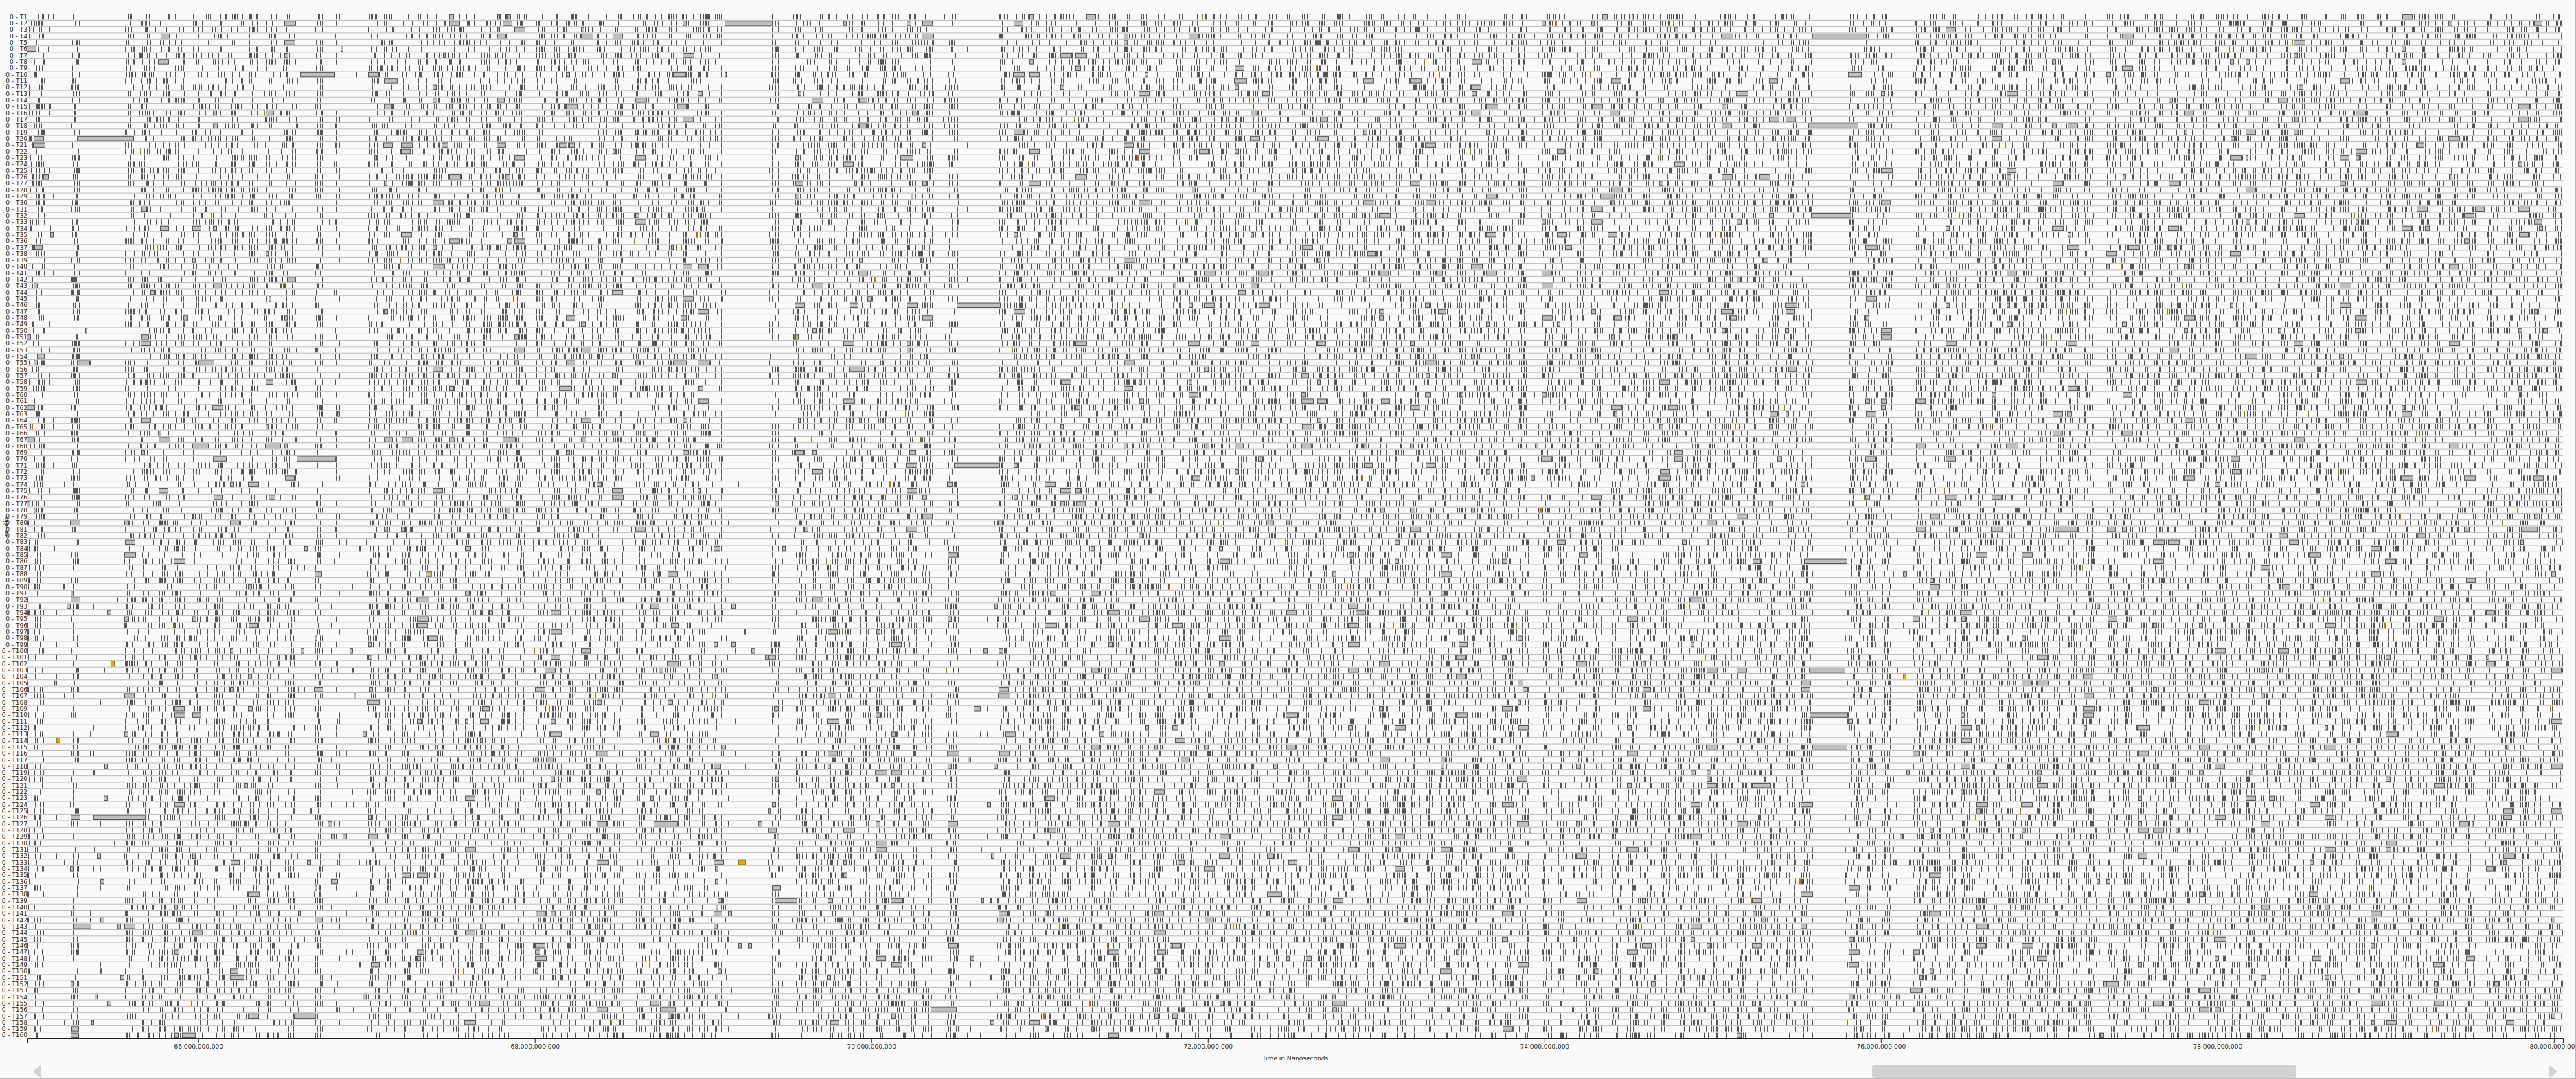 0 - T1
0 - T2
0 - T3
0 - T4
0 - T5
0 - T6
0 - T7
0 - T8
0 - T9
0 - T10
0 - T11
0 - T12
0 - T13
0 - T14
0 - T15
0 - T16
0 - T17
0 - T18
0 - T19
0 - T20
0 - T21
0 - T22
0 - T23
0 - T24
0 - T25
0 - T26
0 - T27
0 - T28
0 - T29
0 - T30
0 - T31
0 - T32
0 - T33
0 - T34
0 - T35
0 - T36
0 - T37
0 - T38
0 - T39
0 - T40
0 - T41
0 - T42
0 - T43
0 - T44
0 - T45
0 - T46
0 - T47
0 - T48
0 - T49
0 - T50
0 - T51
0 - T52
0 - T53
0 - T54
0 - T55
0 - T56
0 - T57
0 - T58
0 - T59
0 - T60
0 - T61
0 - T62
0 - T63
0 - T64
0 - T65
0 - T66
0 - T67
0 - T68
0 - T69
0 - T70
0 - T71
0 - T72
0 - T73
0 - T74
0 - T75
0 - T76
0 - T77
0 - T78
0 - T79
0 - T80
0 - T81
0 - T82
0 - T83
0 - T84
0 - T85
0 - T86
0 - T87
0 - T88
0 - T89
0 - T90
0 - T91
0 - T92
0 - T93
0 - T94
0 - T95
0 - T96
0 - T97
0 - T98
0 - T99
0 - T100
0 - T101
0 - T102
0 - T103
0 - T104
0 - T105
0 - T106
0 - T107
0 - T108
0 - T109
0 - T110
0 - T111
0 - T112
0 - T113
0 - T114
0 - T115
0 - T116
0 - T117
0 - T118
0 - T119
0 - T120
0 - T121
0 - T122
0 - T123
0 - T124
0 - T125
0 - T126
0 - T127
0 - T128
0 - T129
0 - T130
0 - T131
0 - T132
0 - T133
0 - T134
0 - T135
0 - T136
0 - T137
0 - T138
0 - T139
0 - T140
0 - T141
0 - T142
0 - T143
0 - T144
0 - T145
0 - T146
0 - T147
0 - T148
0 - T149
0 - T150
0 - T151
0 - T152
0 - T153
0 - T154
0 - T155
0 - T156
0 - T157
0 - T158
0 - T159
0 - T160
66,000,000,000 68,000,000,000 70,000,000,000 72,000,000,000 74,000,000,000 76,000,000,000 78,000,000,000 80,000,000,00
Time in Nanoseconds